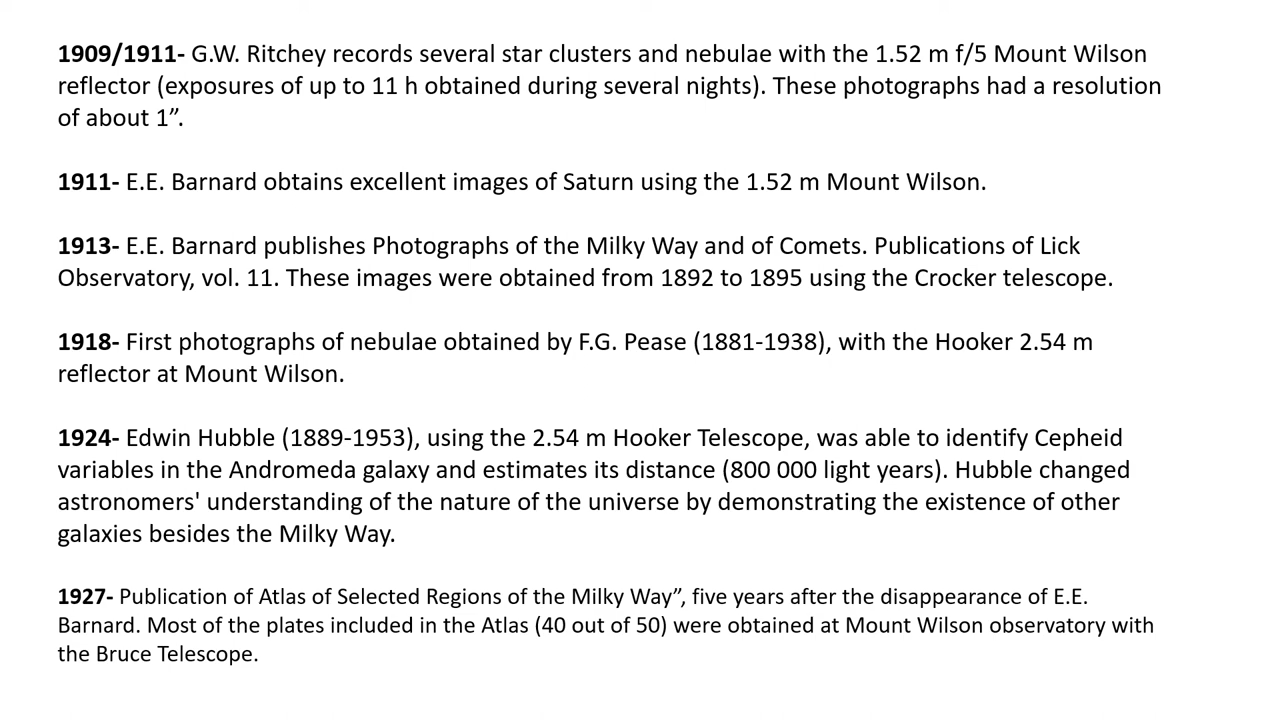 1909/1911- G.W. Ritchey records several star clusters and nebulae with the 1.52 m f/5 Mount Wilson
reflector (exposures of up to 11 h obtained during several nights). These photographs had a resolution
of about 1”.
1911- E.E. Barnard obtains excellent images of Saturn using the 1.52 m Mount Wilson.
1913- E.E. Barnard publishes Photographs of the Milky Way and of Comets. Publications of Lick
Observatory, vol. 11. These images were obtained from 1892 to 1895 using the Crocker telescope.
1918- First photographs of nebulae obtained by F.G. Pease (1881-1938), with the Hooker 2.54 m
reflector at Mount Wilson.
1924- Edwin Hubble (1889-1953), using the 2.54 m Hooker Telescope, was able to identify Cepheid
variables in the Andromeda galaxy and estimates its distance (800 000 light years). Hubble changed
astronomers' understanding of the nature of the universe by demonstrating the existence of other
galaxies besides the Milky Way.
1927- Publication of Atlas of Selected Regions of the Milky Way”, five years after the disappearance of E.E.
Barnard. Most of the plates included in the Atlas (40 out of 50) were obtained at Mount Wilson observatory with
the Bruce Telescope.